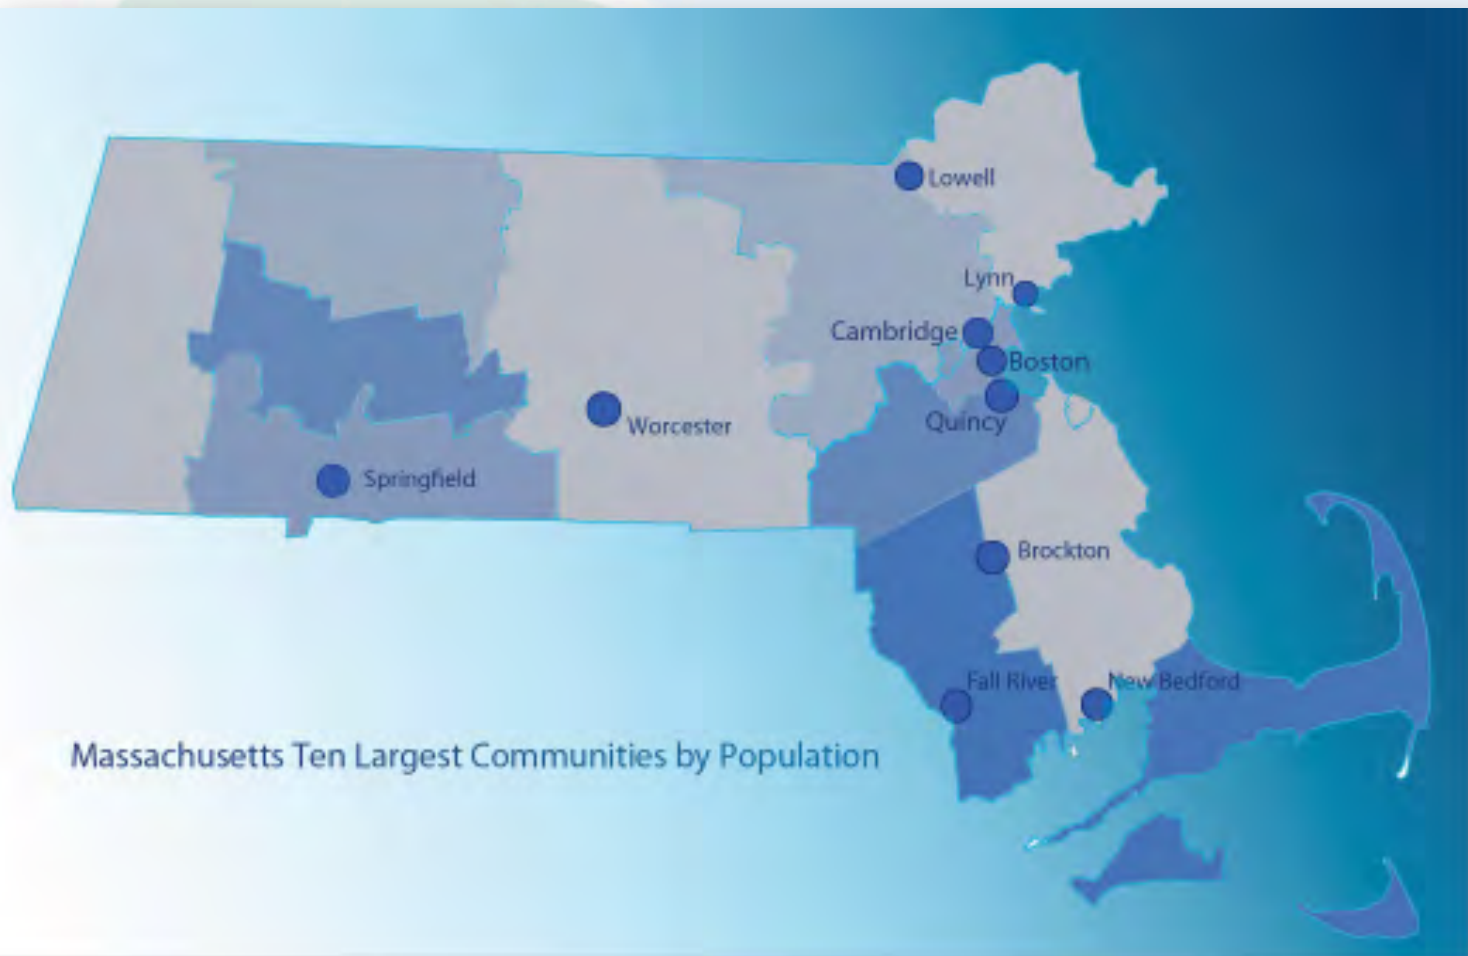 Lowell
Lynn
Cambridge
Boston
Quincy
Worcester
Springfield
Brockton
Fall River
New Bedford
Massachusetts Ten Largest Communities by Population